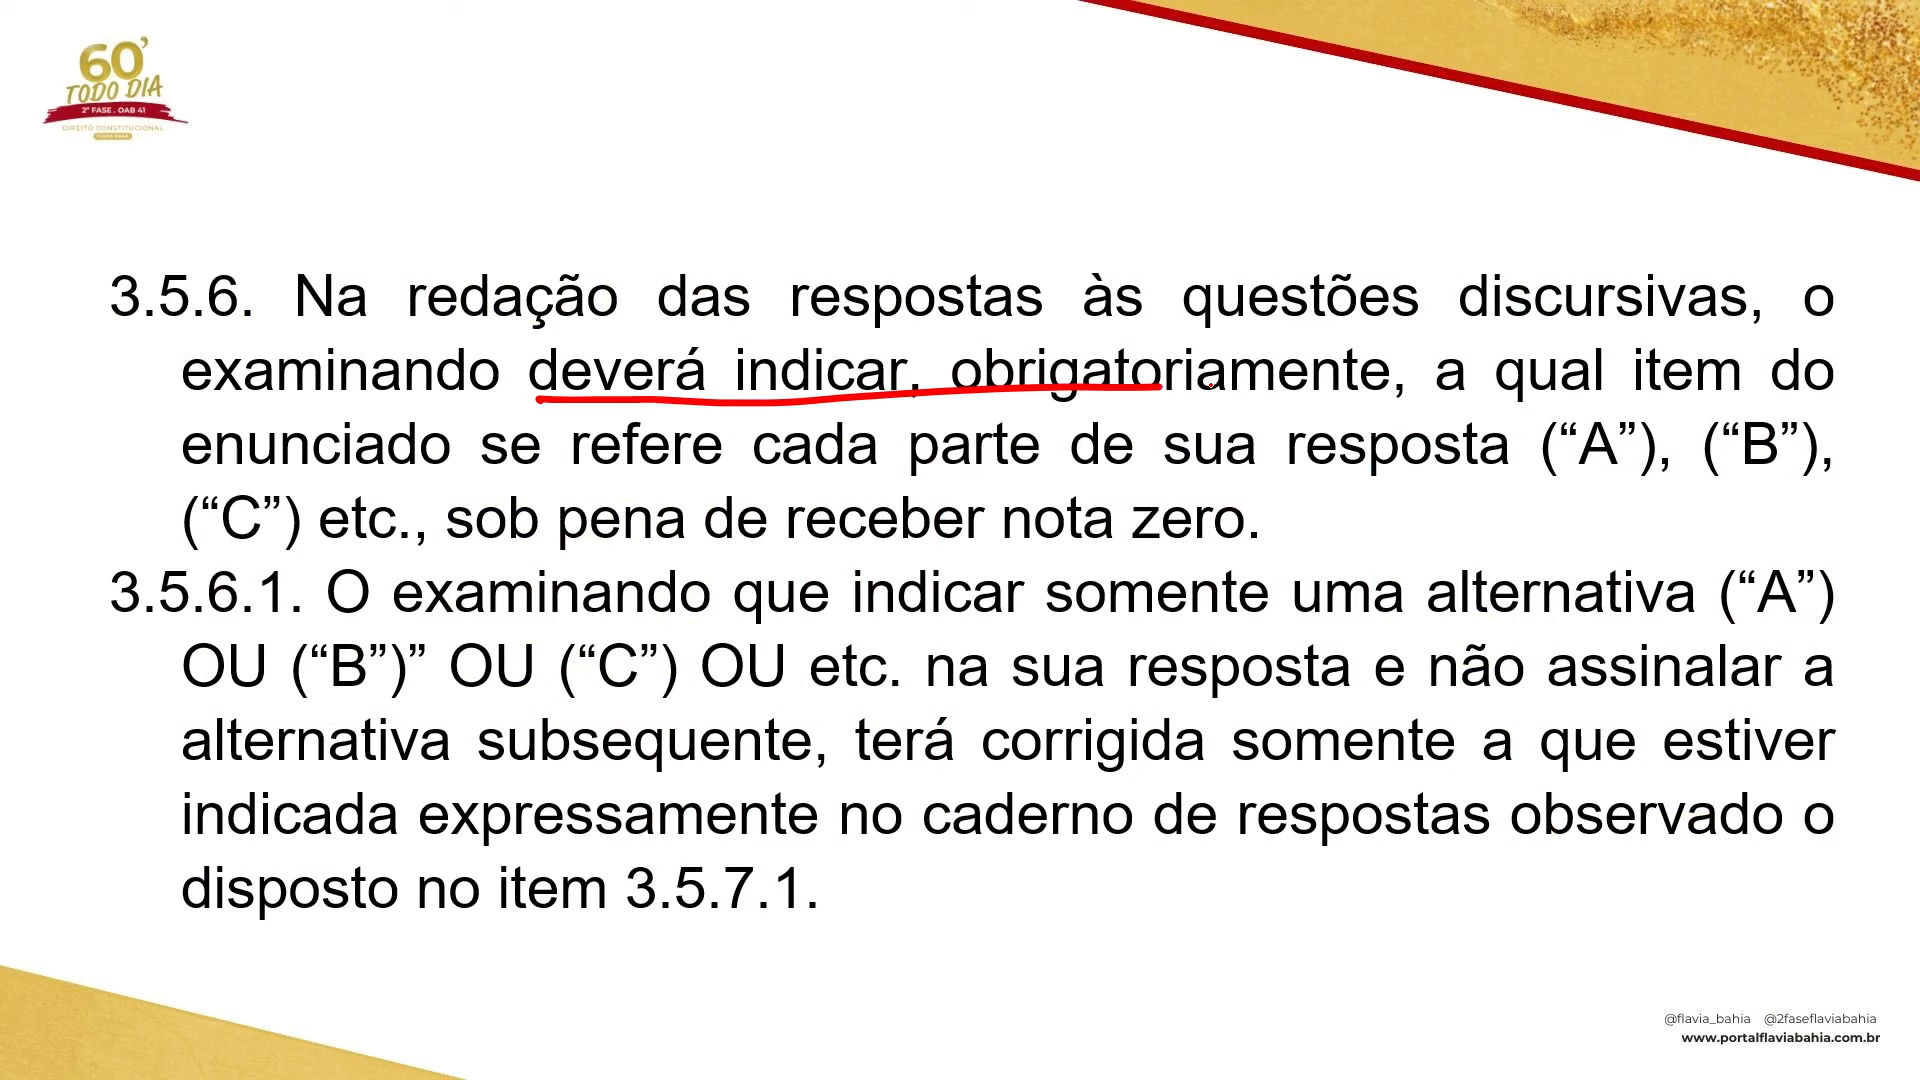 60'
TODO DIA
2ª FASE . OAB 41
DIREITO CONSTITUCIONAL
FLAVIA BAHIA
3.5.6. Na redação das respostas às questões discursivas, o
examinando deverá indicar, obrigatoriamente, a qual item do
enunciado se refere cada parte de sua resposta (“A”), (“B”),
(“C”) etc., sob pena de receber nota zero.
3.5.6.1. O examinando que indicar somente uma alternativa (“A”)
OU (“B”)” OU (“C”) OU etc. na sua resposta e não assinalar a
alternativa subsequente, terá corrigida somente a que estiver
indicada expressamente no caderno de respostas observado o
disposto no item 3.5.7.1.
@flavia_bahia @2faseflaviabahia
www.portalflaviabahia.com.br